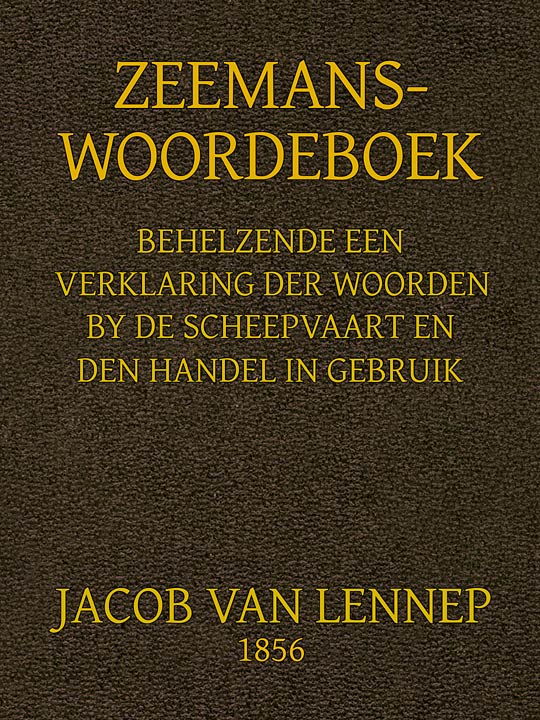 ZEEMANS-
WOORDEBOEK
BEHELZENDE EEN
VERKLARING DER WOORDEN
BY DE SCHEEPVAART EN
DEN HANDEL IN GEBRUIK
JACOB VAN LENNEP
1856